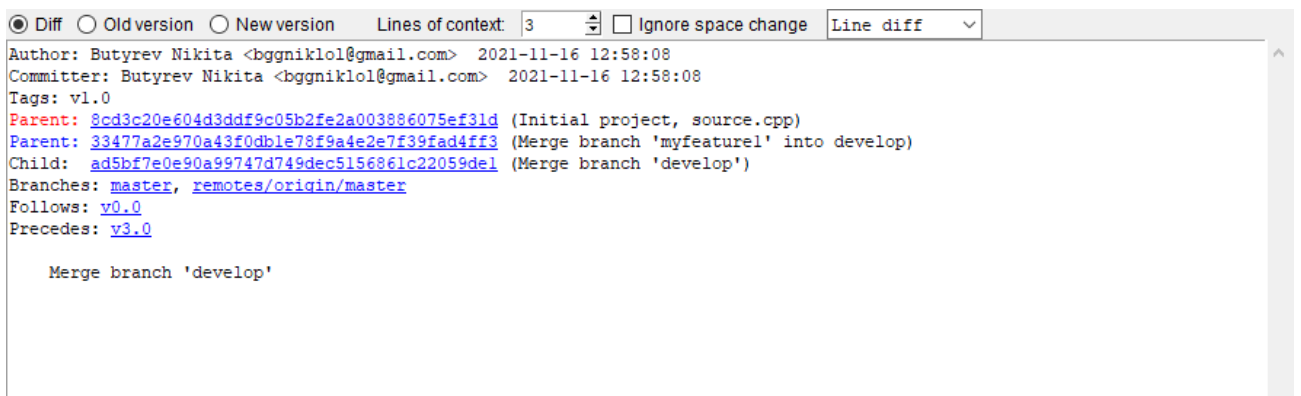 Diff Old version New version Lines of context: 3 Ignore space change Line diff
Author: Butyrev Nikita <bggniklol@gmail.com> 2021-11-16 12:58:08
Committer: Butyrev Nikita <bggniklol@gmail.com> 2021-11-16 12:58:08
Tags: v1.0
Parent: 8cd3c20e604d3ddf9c05b2fe2a003886075ef31d (Initial project, source.cpp)
Parent: 33477a2e970a43f0db1e78f9a4e2e7f39fad4ff3 (Merge branch 'myfeature1' into develop)
Child: ad5bf7e0e90a99747d749dec5156861c22059de1 (Merge branch 'develop')
Branches: master, remotes/origin/master
Follows: v0.0
Precedes: v3.0
Merge branch 'develop'